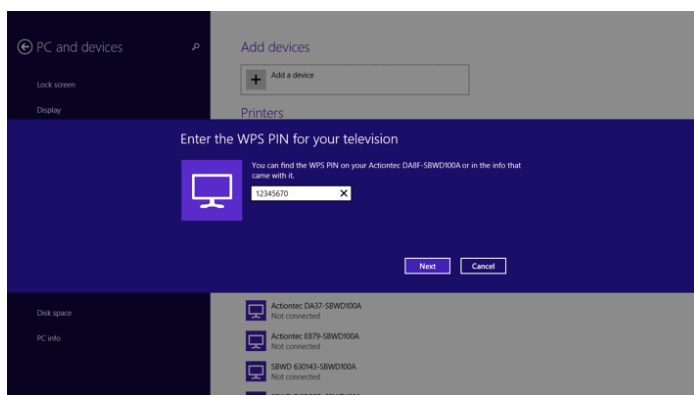 PC and devices
Lock screen
Display
Add devices
Add a device
Printers
Enter the WPS PIN for your television
You can find the WPS PIN on your Actiontec DA8F-SBWD100A or in the info that
came with it.
12345670
Next
Cancel
Disk space
PC info
Actiontec DA37-SBWD100A
Not connected
Actiontec E879-SBWD100A
Not connected
SBWD 630143-SBWD100A
Not connected